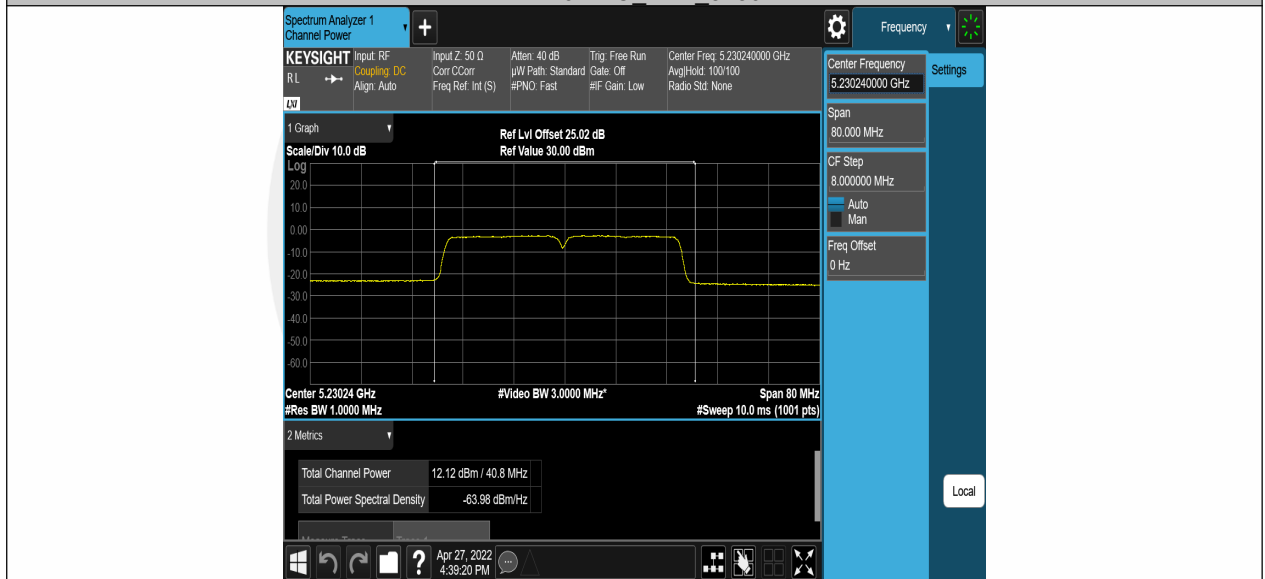 Spectrum Analyzer 1
Channel Power
+
Frequency
KEYSIGHT
RL
LXI
Input: RF
Coupling: DC
Align: Auto
Input Z: 50 Ω
Corr CCorr
Freq Ref: Int (S)
Atten: 40 dB
µW Path: Standard
#PNO: Fast
Trig: Free Run
Gate: Off
#IF Gain: Low
Center Freq: 5.230240000 GHz
Avg|Hold: 100/100
Radio Std: None
Center Frequency
5.230240000 GHz
Settings
Span
80.000 MHz
CF Step
8.000000 MHz
Auto
Man
Freq Offset
0 Hz
Local
1 Graph
Scale/Div 10.0 dB
Ref Lvl Offset 25.02 dB
Ref Value 30.00 dBm
Log
20.0
10.0
0.00
-10.0
-20.0
-30.0
-40.0
-50.0
-60.0
Center 5.23024 GHz
#Video BW 3.0000 MHz*
Span 80 MHz
#Res BW 1.0000 MHz
#Sweep 10.0 ms (1001 pts)
2 Metrics
Total Channel Power 12.12 dBm / 40.8 MHz
Total Power Spectral Density -63.98 dBm/Hz
?
Apr 27, 2022
4:39:20 PM